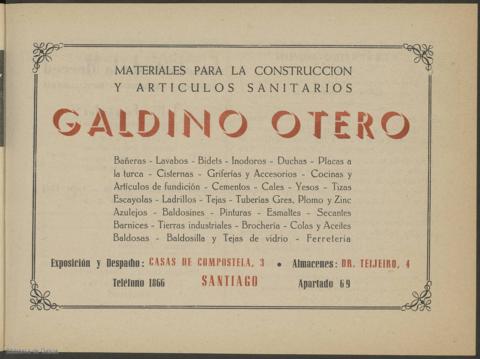 MATERIALES PARA LA CONSTRUCCION
Y ARTICULOS SANITARIOS
GALDINO OTERO
Bañeras - Lavabos - Bidets - Inodoros - Duchas - Placas a
la turca - Cisternas - Griferías y Accesorios - Cocinas y
Artículos de fundición - Cementos - Cales - Yesos - Tizas
Escayolas - Ladrillos - Tejas - Tuberías Gres, Plomo y Zinc
Azulejos - Baldosines - Pinturas - Esmaltes - Secantes
Barnices - Tierras industriales - Brochería - Colas y Aceites
Baldosas - Baldosilla y Tejas de vidrio - Ferretería
Exposición y Despacho: CASAS DE COMPOSTELA, 3 • Almacenes: DR. TEIJEIRO, 4
Teléfono 1866 SANTIAGO Apartado 69